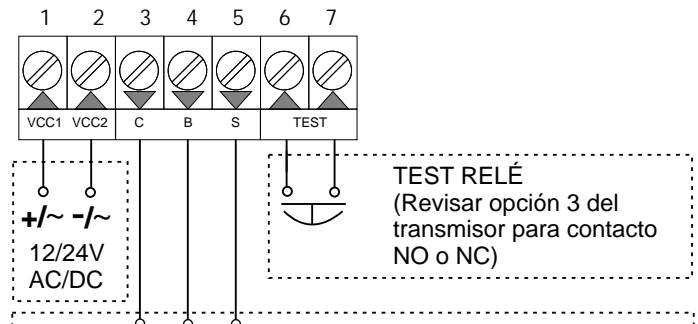 1 2 3 4 5 6 7
VCC1 VCC2 C B S TEST
+/~ -/~
12/24V
AC/DC
TEST RELÉ
(Revisar opción 3 del
transmisor para contacto
NO o NC)